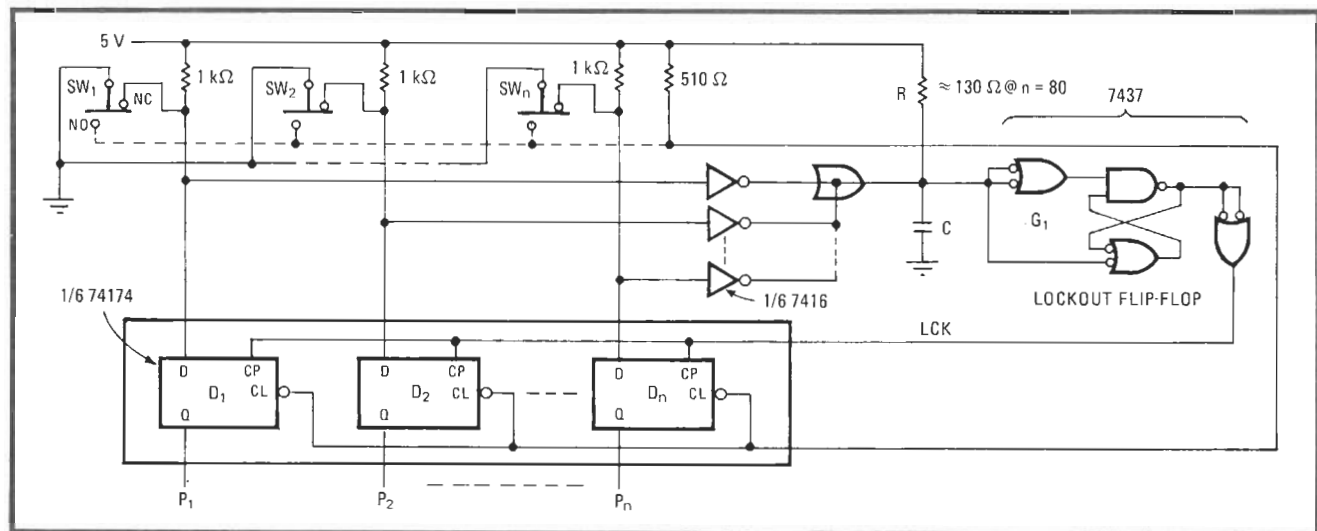 5 V
1 kΩ
1 kΩ
1 kΩ
510 Ω
R
≈ 130 Ω @ n = 80
7437
SW1
NC
NO
SW2
SWn
C
G1
LOCKOUT FLIP-FLOP
1/6 7416
1/6 74174
LCK
D CP
D1 CL
Q
D CP
D2 CL
Q
D CP
Dn CL
Q
P1
P2
Pn